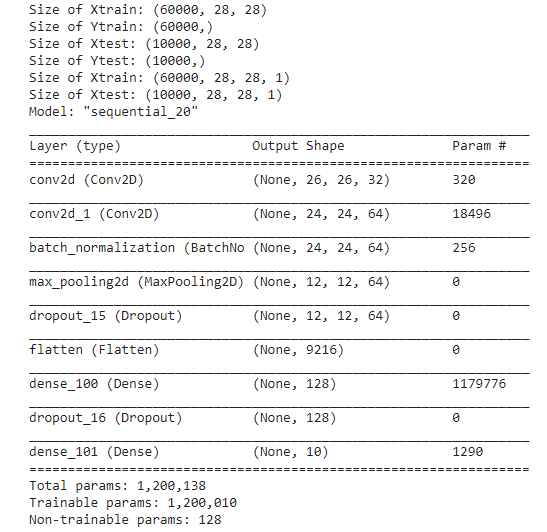 Size of Xtrain: (60000, 28, 28)
Size of Ytrain: (60000,)
Size of Xtest: (10000, 28, 28)
Size of Ytest: (10000,)
Size of Xtrain: (60000, 28, 28, 1)
Size of Xtest: (10000, 28, 28, 1)
Model: "sequential_20"
Layer (type) Output Shape Param #
conv2d (Conv2D) (None, 26, 26, 32) 320
conv2d_1 (Conv2D) (None, 24, 24, 64) 18496
batch_normalization (BatchNo (None, 24, 24, 64) 256
max_pooling2d (MaxPooling2D) (None, 12, 12, 64) 0
dropout_15 (Dropout) (None, 12, 12, 64) 0
flatten (Flatten) (None, 9216) 0
dense_100 (Dense) (None, 128) 1179776
dropout_16 (Dropout) (None, 128) 0
dense_101 (Dense) (None, 10) 1290
Total params: 1,200,138
Trainable params: 1,200,010
Non-trainable params: 128